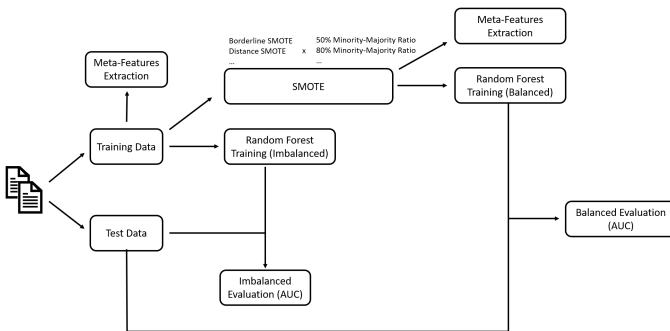 Borderline SMOTE 50% Minority-Majority Ratio
Distance SMOTE x 80% Minority-Majority Ratio
... ...
Meta-Features
Extraction
Meta-Features
Extraction
SMOTE
Random Forest
Training (Balanced)
Training Data
Random Forest
Training (Imbalanced)
Test Data
Balanced Evaluation
(AUC)
Imbalanced
Evaluation (AUC)